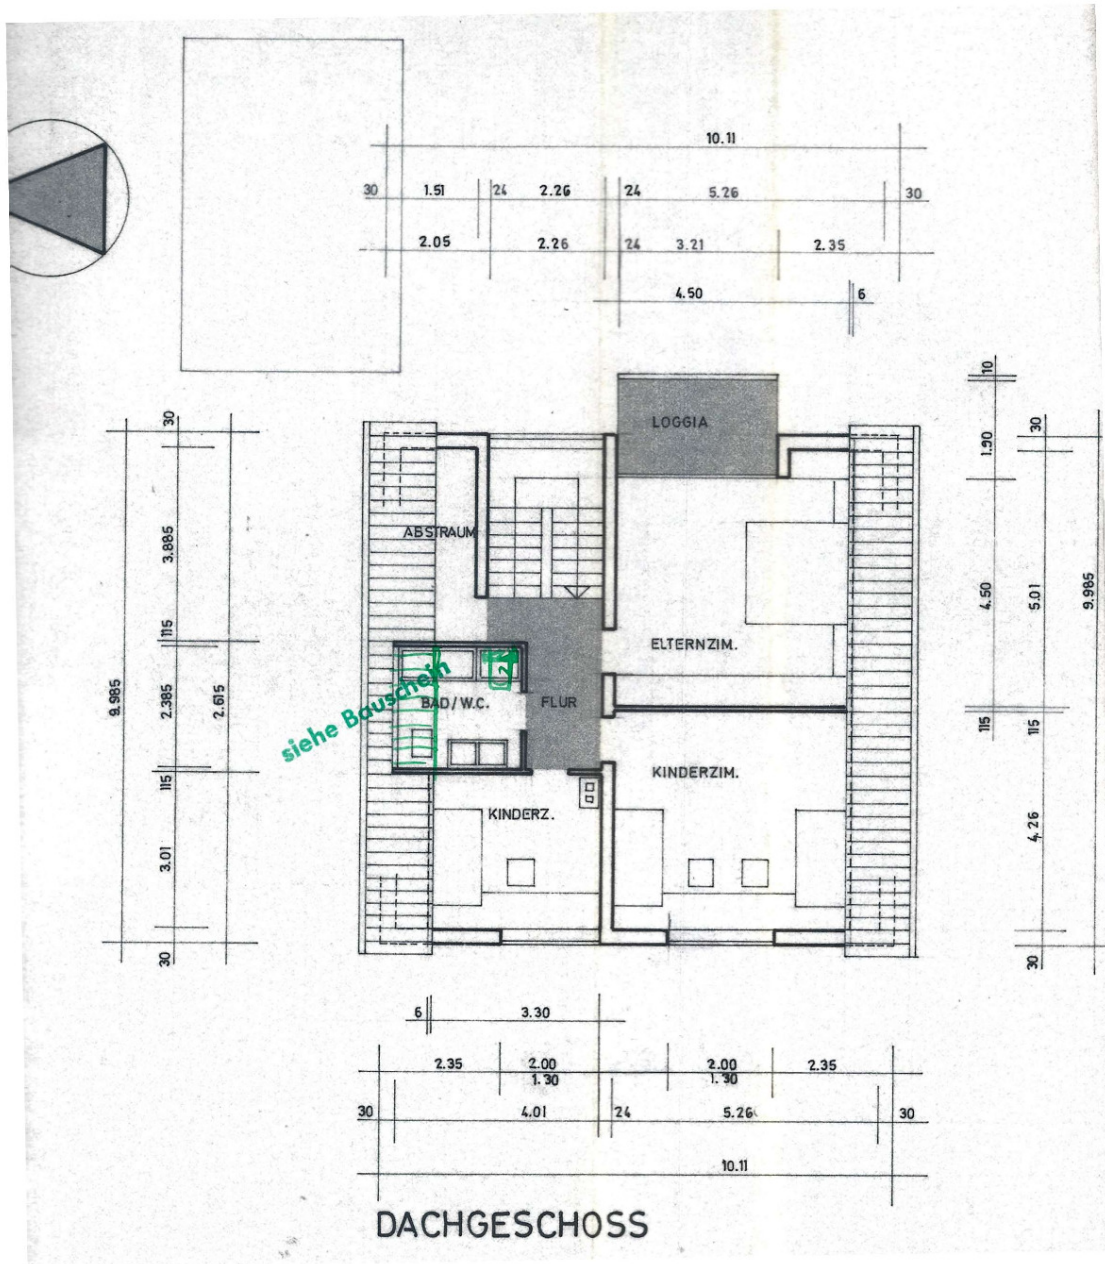 10.11
30 1.51 24 2.26 24 5.26 30
2.05 2.26 24 3.21 2.35
4.50 6
LOGGIA
ABSTRAUM
ELTERNZIM.
BAD/W.C.
FLUR
siehe Bauschein
KINDERZIM.
KINDERZ.
30 3.885 115 2.385 115 3.01 30
9.985
2.615
10 1.90 4.50 115
30 5.01 115 4.26 30
9.985
6 3.30
2.35 2.00 2.00 2.35
1.30 1.30
30 4.01 24 5.26 30
10.11
DACHGESCHOSS